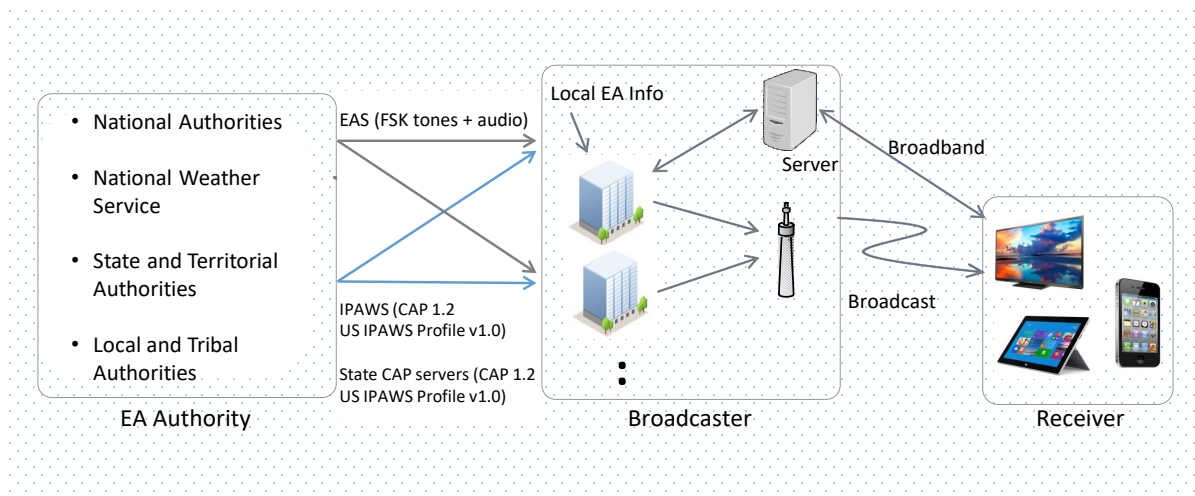 • National Authorities
• National Weather
Service
• State and Territorial
Authorities
• Local and Tribal
Authorities
EA Authority
EAS (FSK tones + audio)
IPAWS (CAP 1.2
US IPAWS Profile v1.0)
State CAP servers (CAP 1.2
US IPAWS Profile v1.0)
Local EA Info
Server
:
Broadcaster
Broadband
Broadcast
Receiver